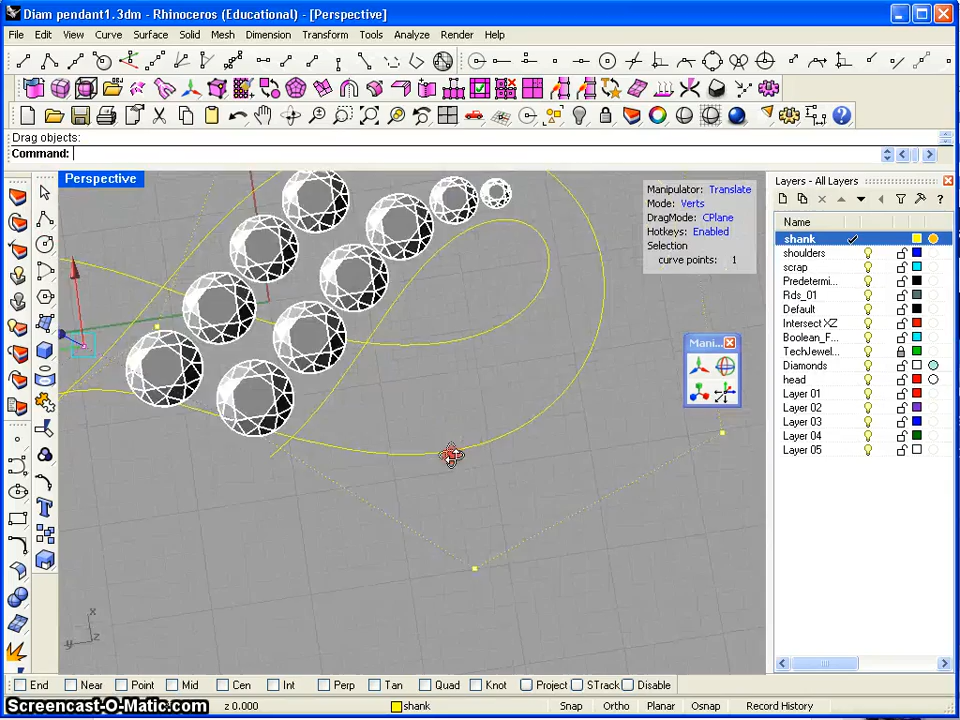 Diam pendant1.3dm - Rhinoceros (Educational) - [Perspective]
File Edit View Curve Surface Solid Mesh Dimension Transform Tools Analyze Render Help
Drag objects:
Command:
Perspective
Manipulator: Translate
Mode: Verts
DragMode: CPlane
Hotkeys: Enabled
Selection
curve points: 1
Mani...
Layers - All Layers
Name
shank
shoulders
scrap
Predetermi...
Rds_01
Default
Intersect XZ
Boolean_F...
TechJewel...
Diamonds
head
Layer 01
Layer 02
Layer 03
Layer 04
Layer 05
x
y
z
End Near Point Mid Cen Int Perp Tan Quad Knot Project STrack Disable
Screencast-O-Matic.com z 0.000 shank Snap Ortho Planar Osnap Record History